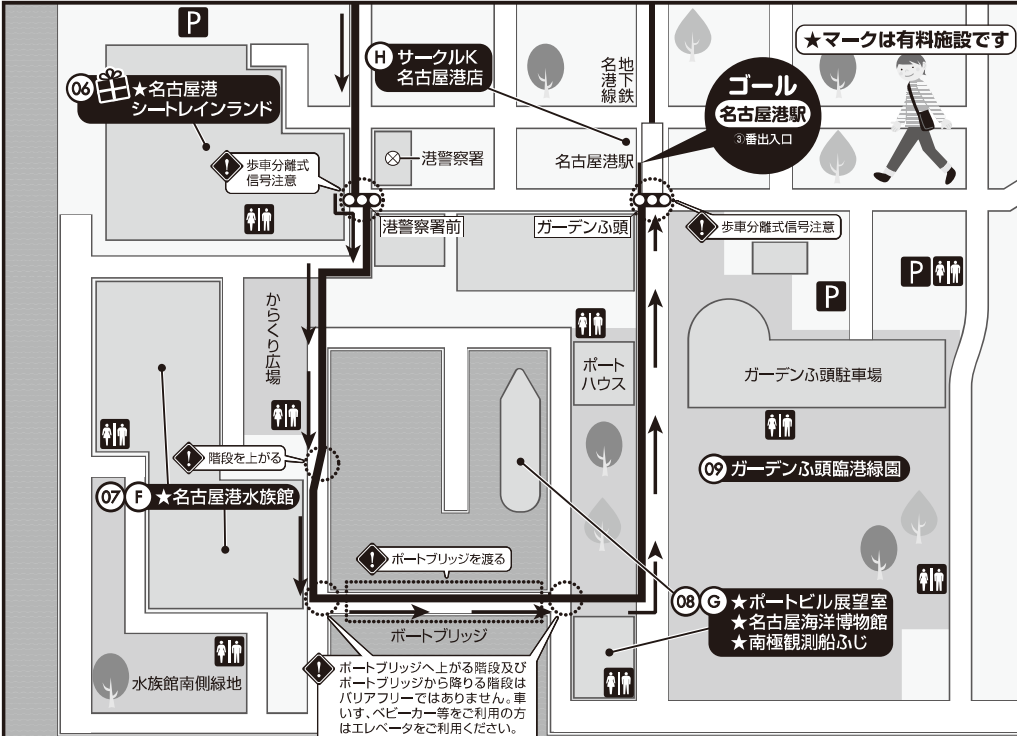 P
★マークは有料施設です
H サークルK
名古屋港店
地下鉄
名港線
ゴール
名古屋港駅
③番出入口
06 ★名古屋港
シートレインランド
歩車分離式
信号注意
港警察署
名古屋港駅
港警察署前
ガーデンふ頭
歩車分離式信号注意
P
P
からくり広場
ポート
ハウス
ガーデンふ頭駐車場
階段を上がる
09 ガーデンふ頭臨港緑園
07 F ★名古屋港水族館
ポートブリッジを渡る
08 G ★ポートビル展望室
★名古屋海洋博物館
★南極観測船ふじ
ポートブリッジ
水族館南側緑地
ポートブリッジへ上がる階段及び
ポートブリッジから降りる階段は
バリアフリーではありません。車
いす、ベビーカー等をご利用の方
はエレベータをご利用ください。